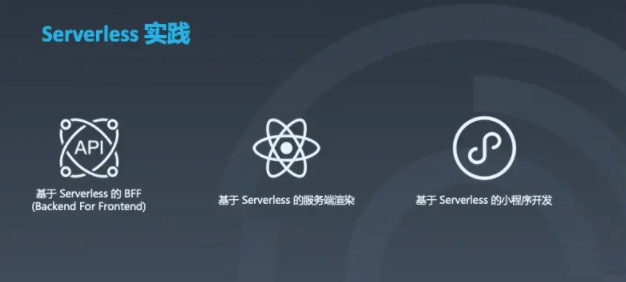 Serverless 实践
API
基于 Serverless 的 BFF
(Backend For Frontend)
基于 Serverless 的服务端渲染
基于 Serverless 的小程序开发